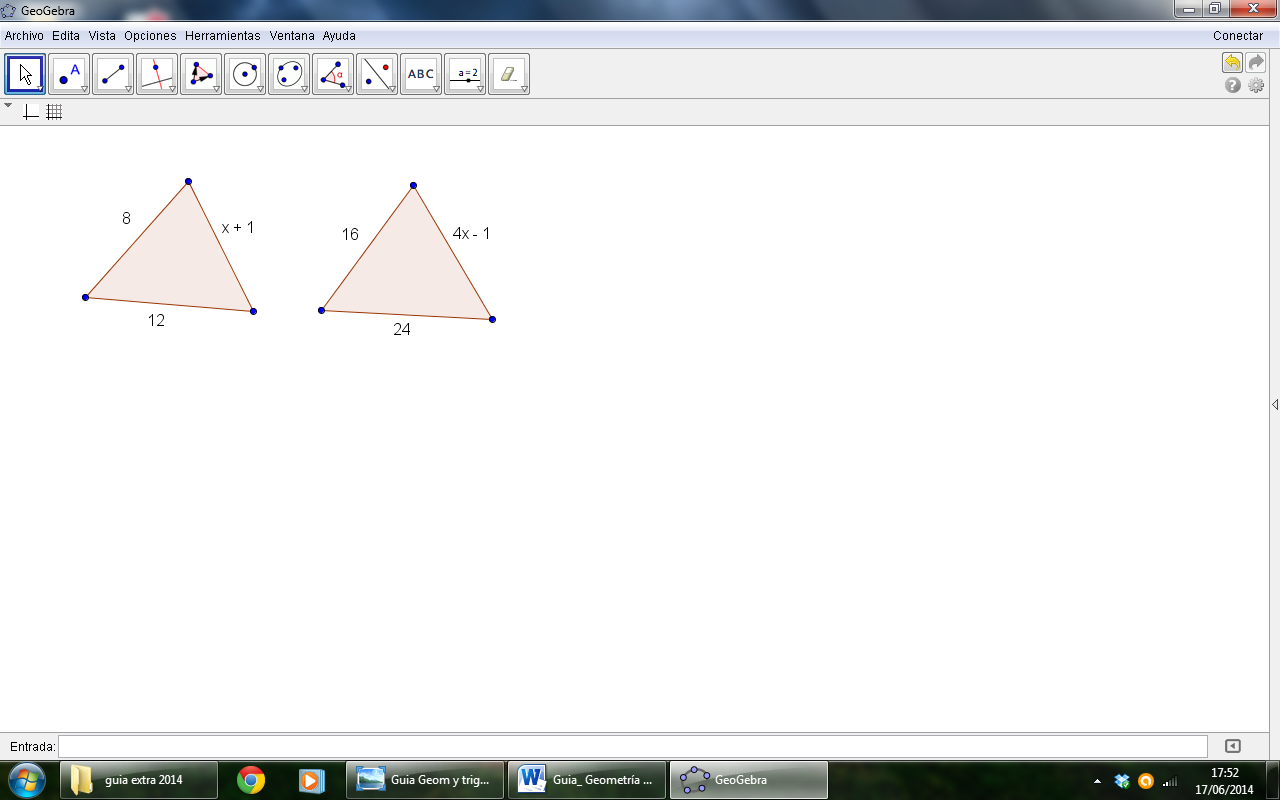 GeoGebra
Archivo Edita Vista Opciones Herramientas Ventana Ayuda Conectar
A α ABC a=2
8 x + 1 16 4x - 1
12 24
Entrada:
guia extra 2014 Guia Geom y trig... Guia_ Geometría ... GeoGebra 17:52
17/06/2014